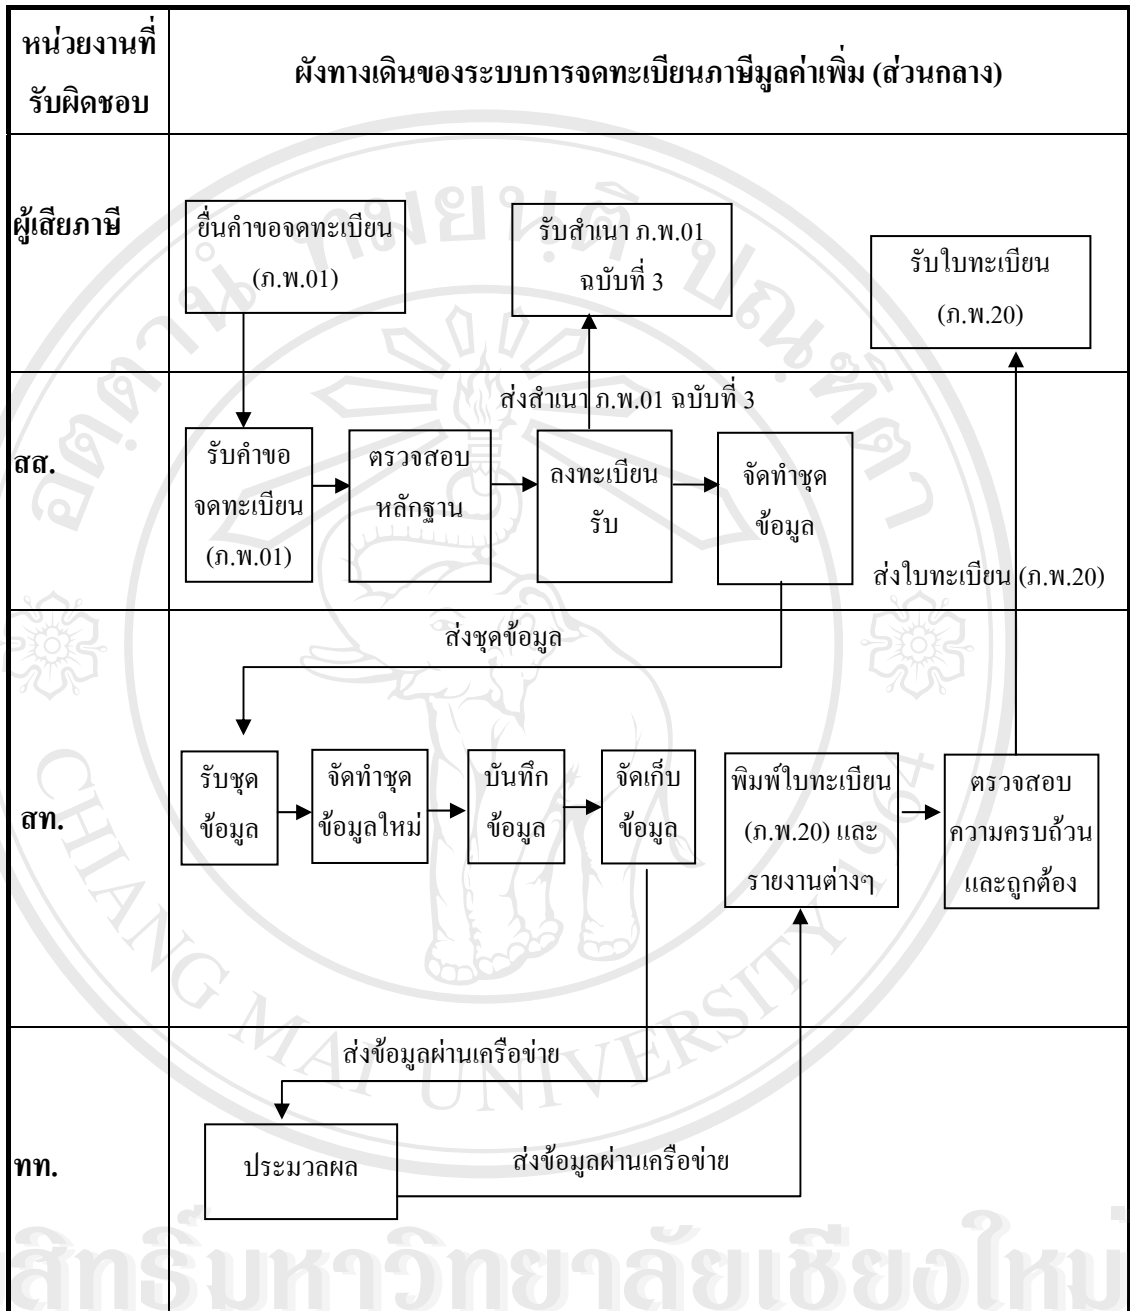 หน่วยงานที่
รับผิดชอบ
ผังทางเดินของระบบการจดทะเบียนภาษีมูลค่าเพิ่ม (ส่วนกลาง)
ผู้เสียภาษี
ยื่นคำขอจดทะเบียน
(ภ.พ.01)
รับสำเนา ภ.พ.01
ฉบับที่ 3
รับใบทะเบียน
(ภ.พ.20)
ส่งสำเนา ภ.พ.01 ฉบับที่ 3
สส.
รับคำขอ
จดทะเบียน
(ภ.พ.01)
ตรวจสอบ
หลักฐาน
ลงทะเบียน
รับ
จัดทำชุด
ข้อมูล
ส่งใบทะเบียน (ภ.พ.20)
ส่งชุดข้อมูล
สท.
รับชุด
ข้อมูล
จัดทำชุด
ข้อมูลใหม่
บันทึก
ข้อมูล
จัดเก็บ
ข้อมูล
พิมพ์ใบทะเบียน
(ภ.พ.20) และ
รายงานต่างๆ
ตรวจสอบ
ความครบถ้วน
และถูกต้อง
ส่งข้อมูลผ่านเครือข่าย
ทท.
ประมวลผล
ส่งข้อมูลผ่านเครือข่าย
CHIANG MAI UNIVERSITY 1964
สิทธิ์มหาวิทยาลัยเชียงใหม่